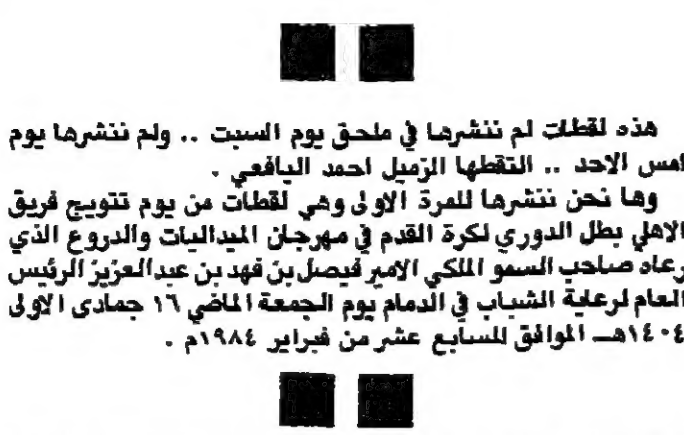 هذه لقطات لم ننشرها في ملحق يوم السبت .. ولم ننشرها يوم
امس الاحد .. التقطها الزميل احمد اليافعي .
وها نحن ننشرها للمرة الاولى وهي لقطات من يوم تتويج فريق
الاهلي بطل الدوري لكرة القدم في مهرجان الميداليات والدروع الذي
رعاه صاحب السمو الملكي الامير فيصل بن فهد بن عبدالعزيز الرئيس
العام لرعاية الشباب في الدمام يوم الجمعة الماضي ١٦ جمادى الاولى
١٤٠٤هــ الموافق للسابع عشر من فبراير ١٩٨٤م .